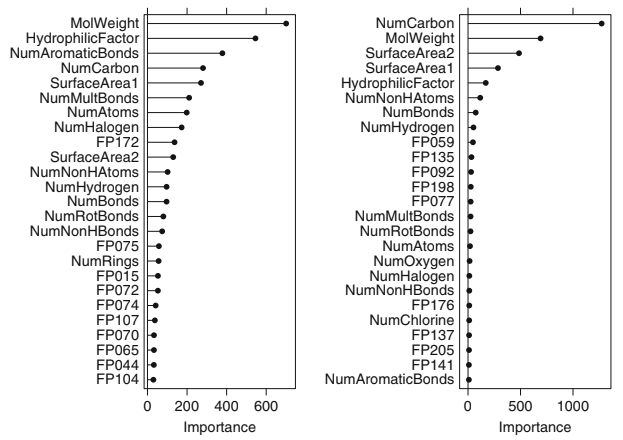 MolWeight
HydrophilicFactor
NumAromaticBonds
NumCarbon
SurfaceArea1
NumMultBonds
NumAtoms
NumHalogen
FP172
SurfaceArea2
NumNonHAtoms
NumHydrogen
NumBonds
NumRotBonds
NumNonHBonds
FP075
NumRings
FP015
FP072
FP074
FP107
FP070
FP065
FP044
FP104
0 200 400 600
Importance
NumCarbon
MolWeight
SurfaceArea2
SurfaceArea1
HydrophilicFactor
NumNonHAtoms
NumBonds
NumHydrogen
FP059
FP135
FP092
FP198
FP077
NumMultBonds
NumRotBonds
NumAtoms
NumOxygen
NumHalogen
NumNonHBonds
FP176
NumChlorine
FP137
FP205
FP141
NumAromaticBonds
0 500 1000
Importance